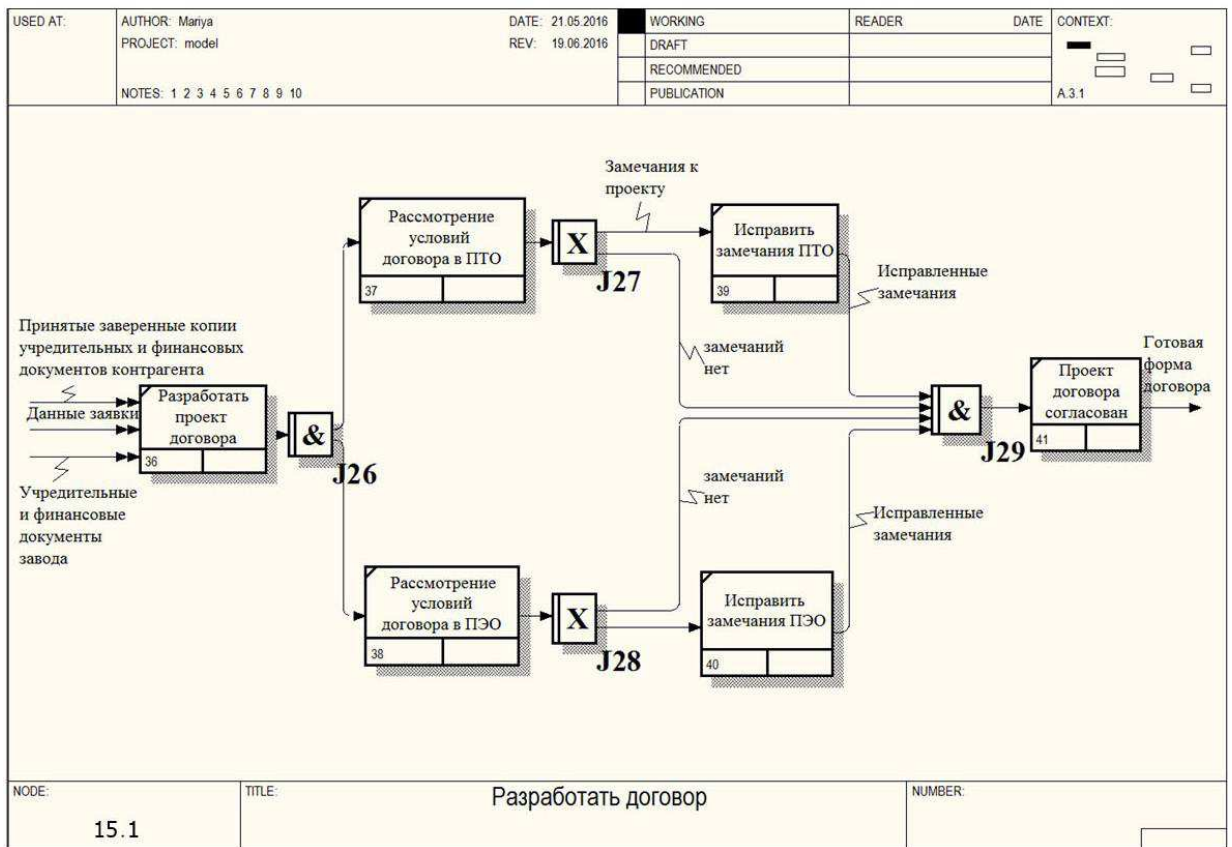 USED AT:
AUTHOR: Mariya
DATE: 21.05.2016
WORKING
READER
DATE
CONTEXT:
PROJECT: model
REV: 19.06.2016
DRAFT
RECOMMENDED
NOTES: 1 2 3 4 5 6 7 8 9 10
PUBLICATION
A.3.1
Замечания к
проекту
Рассмотрение
условий
договора в ПТО
37
X
J27
Исправить
замечания ПТО
39
Исправленные
замечания
Принятые заверенные копии
учредительных и финансовых
документов контрагента
замечаний
нет
Готовая
форма
договора
Данные заявки
Разработать
проект
договора
36
&
J26
&
J29
Проект
договора
согласован
41
Учредительные
и финансовые
документы
завода
замечаний
нет
Исправленные
замечания
Рассмотрение
условий
договора в ПЭО
38
X
J28
Исправить
замечания ПЭО
40
NODE:
15.1
TITLE:
Разработать договор
NUMBER: